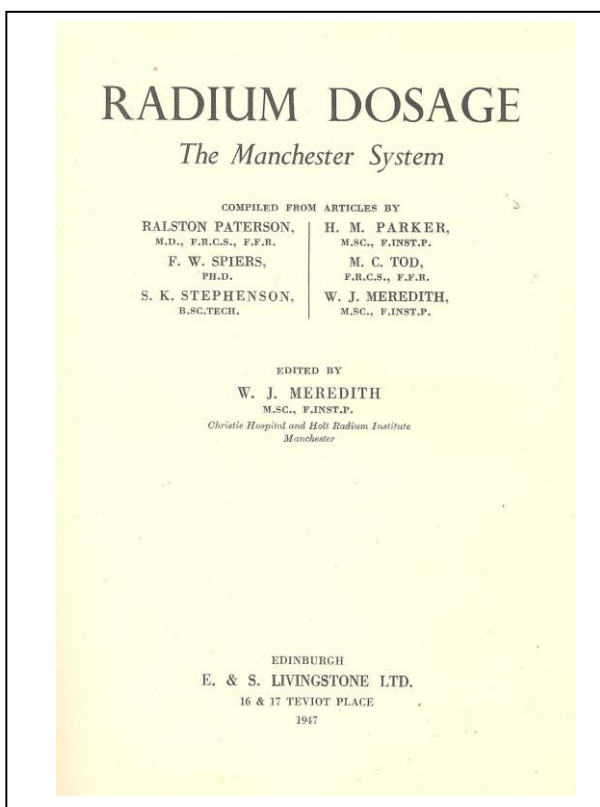 RADIUM DOSAGE
The Manchester System
COMPILED FROM ARTICLES BY
RALSTON PATERSON,
M.D., F.R.C.S., F.F.R.
F. W. SPIERS,
PH.D.
S. K. STEPHENSON,
B.SC.TECH.
H. M. PARKER,
M.SC., F.INST.P.
M. C. TOD,
F.R.C.S., F.F.R.
W. J. MEREDITH,
M.SC., F.INST.P.
EDITED BY
W. J. MEREDITH
M.SC., F.INST.P.
Christie Hospital and Holt Radium Institute
Manchester
EDINBURGH
E. & S. LIVINGSTONE LTD.
16 & 17 TEVIOT PLACE
1947